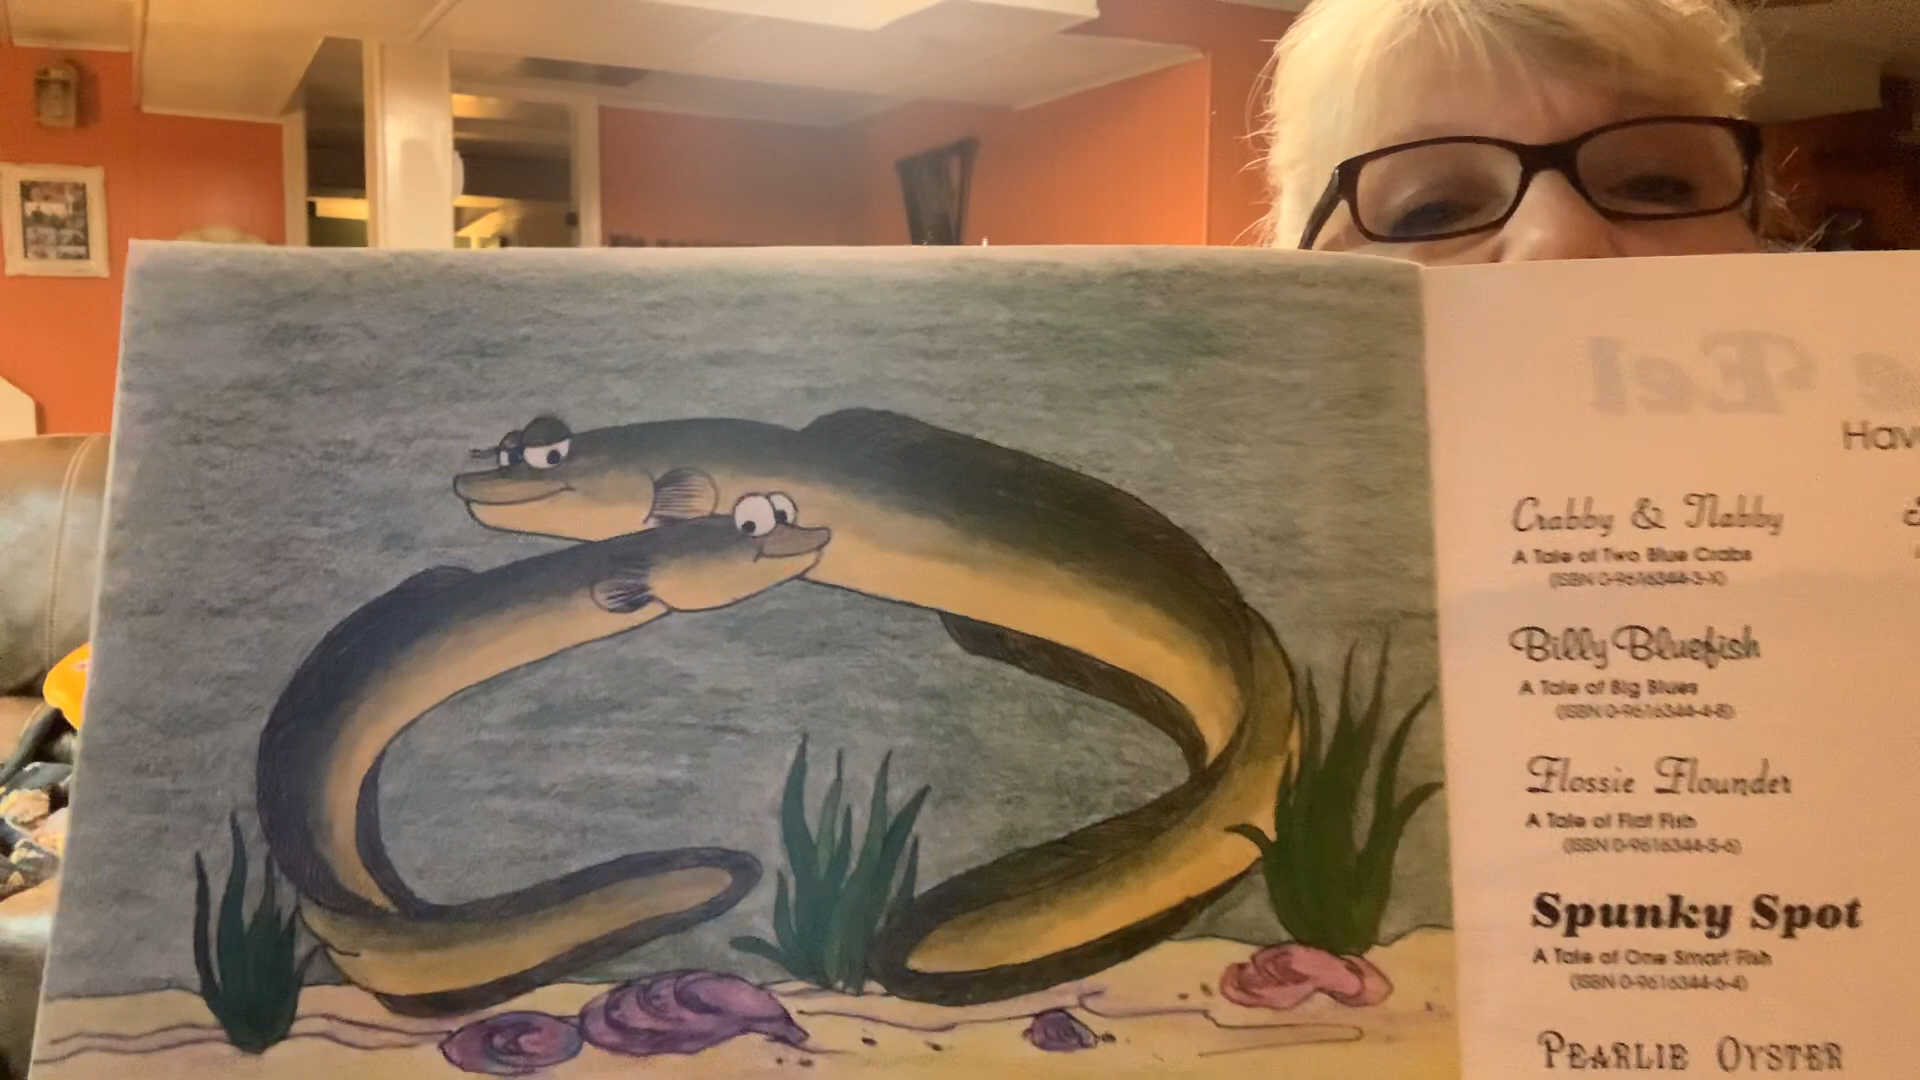 Hav
Crabby & Nabby
A Tale of Two Blue Crabs
(ISBN 0-9616344-3-X)
Billy Bluefish
A Tale of Big Blues
(ISBN 0-9616344-4-8)
Flossie Flounder
A Tale of Flat Fish
(ISBN 0-9616344-5-6)
Spunky Spot
A Tale of One Smart Fish
(ISBN 0-9616344-6-4)
PEARLIE OYSTER